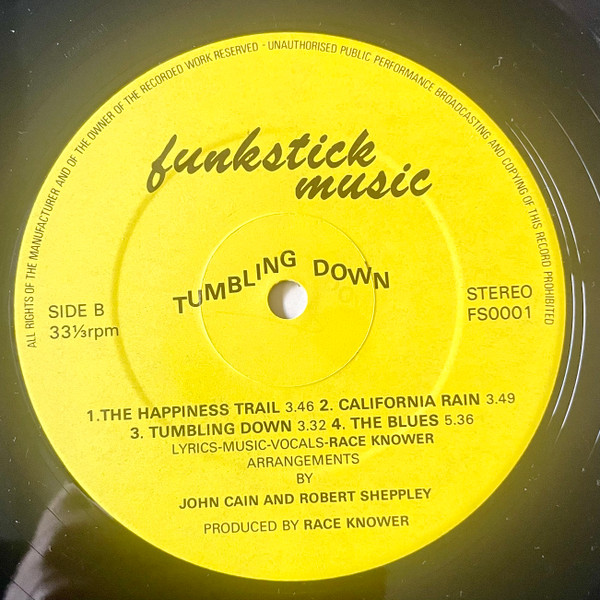 ALL RIGHTS OF THE MANUFACTURER AND OF THE OWNER OF THE RECORDED WORK RESERVED - UNAUTHORISED PUBLIC PERFORMANCE BROADCASTING AND COPYING OF THIS RECORD PROHIBITED
funkstick
music
TUMBLING DOWN
SIDE B
33⅓rpm
STEREO
FS0001
1.THE HAPPINESS TRAIL 3.46 2. CALIFORNIA RAIN 3.49
3. TUMBLING DOWN 3.32 4. THE BLUES 5.36
LYRICS-MUSIC-VOCALS-RACE KNOWER
ARRANGEMENTS
BY
JOHN CAIN AND ROBERT SHEPPLEY
PRODUCED BY RACE KNOWER